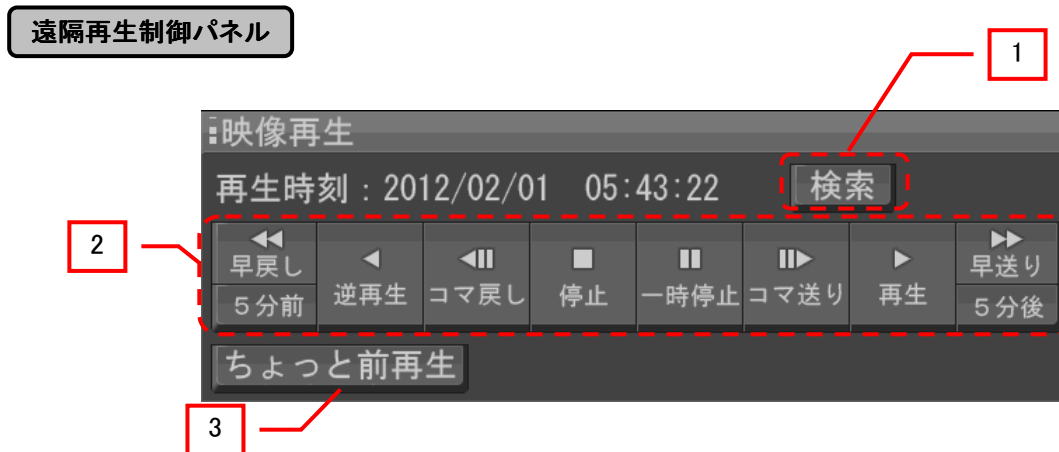 遠隔再生制御パネル
1
映像再生
再生時刻：2012/02/01 05:43:22 検索
2
早戻し 逆再生 コマ戻し 停止 一時停止 コマ送り 再生 早送り
５分前 ５分後
ちょっと前再生
3